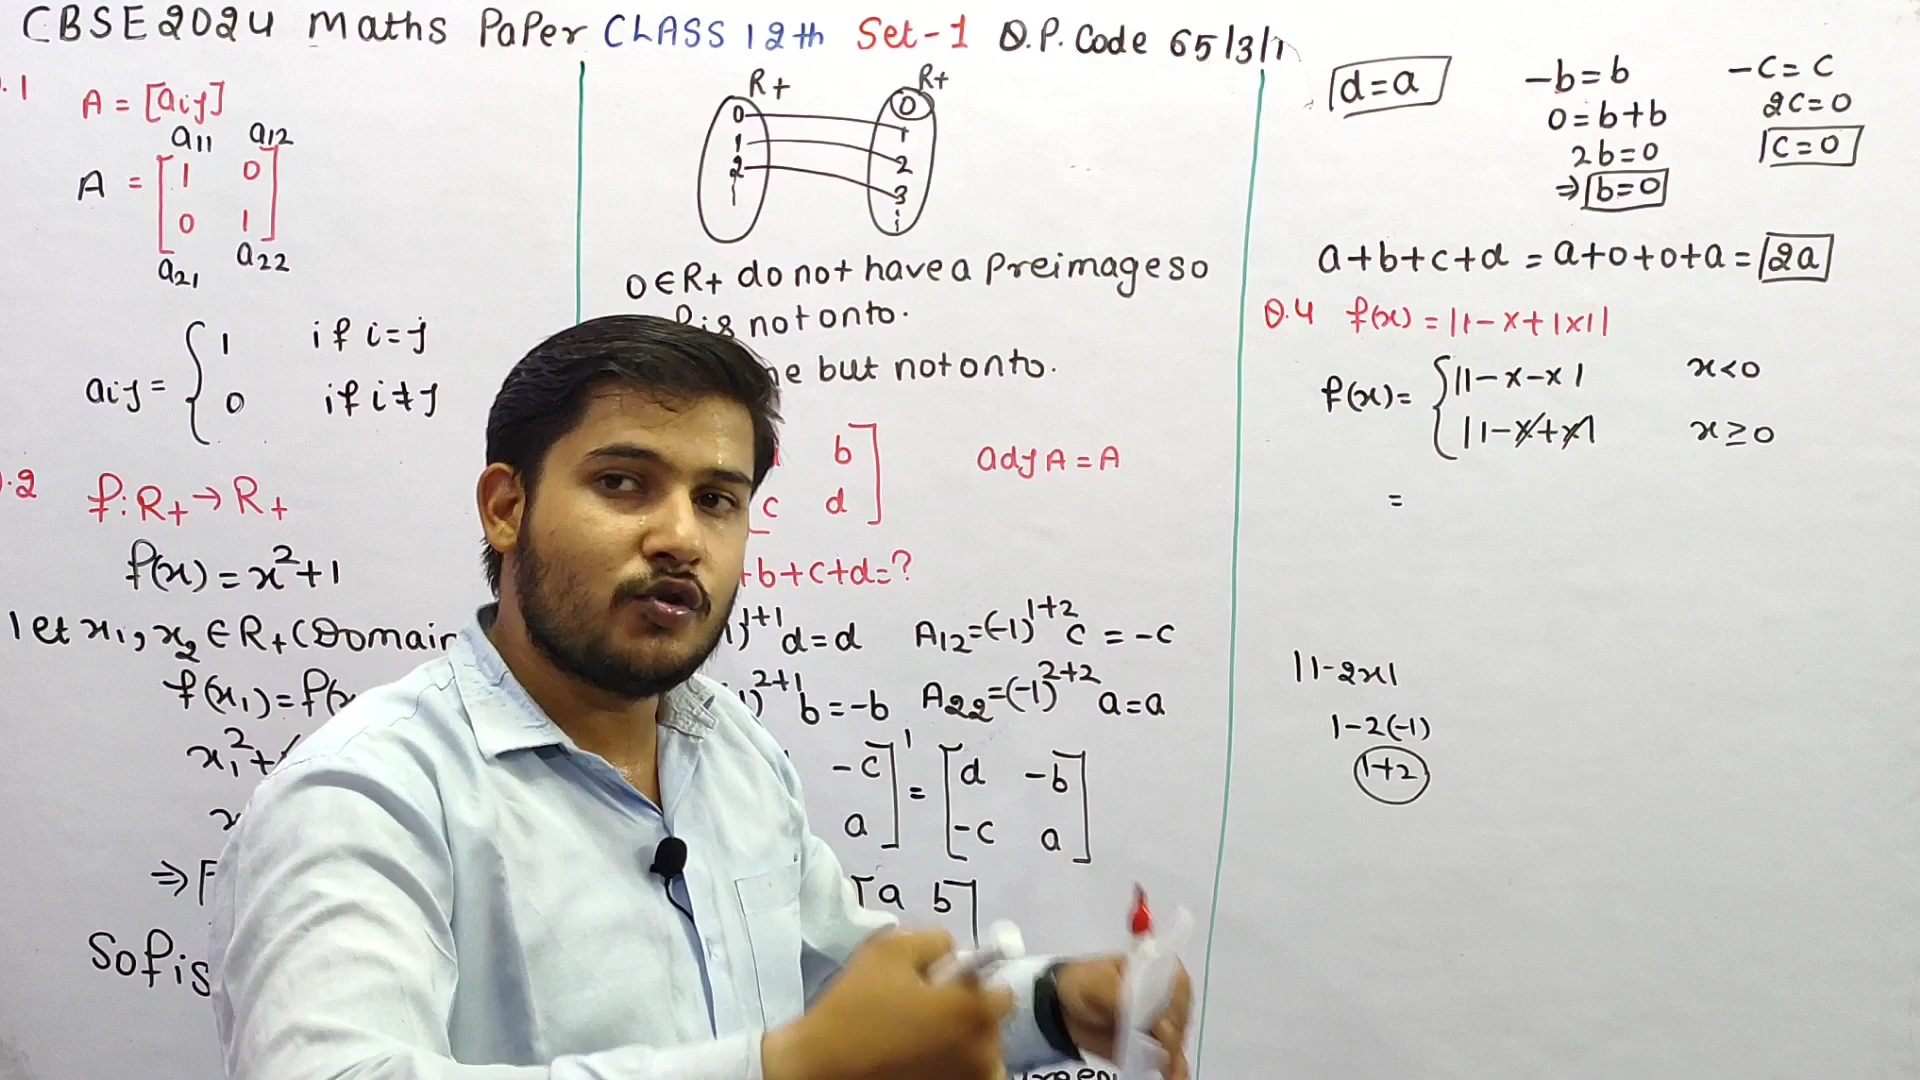 CBSE 2024 Maths PaPer CLASS 12th Set-1 Q.P. Code 65/3/1
.1
A = [aij]
a11 a12
A = [1 0
0 1]
a21 a22
aij = { 1 if i=j
0 if i≠j
.2 f: R+ → R+
f(x) = x²+1
let x1, x2 ∈ R+ (Domain
f(x1) = f(x
x1²+
⇒
So f is
R+ R+
0 0
1 1
2 2
3
0 ∈ R+ do not have a Preimage so
f is not onto.
but not onto.
b
c d] adj A = A
+b+c+d=?
1+1 d=d A12=(-1)^1+2 c = -c
2+1 b=-b A22=(-1)^2+2 a=a
-c
a]' = [d -b
-c a]
[a b]
d=a
-b=b
0=b+b
2b=0
⇒ b=0
-c=c
2c=0
c=0
a+b+c+d = a+0+0+a = 2a
Q.4 f(x) = |1-x+|x||
f(x)= { |1-x-x| x<0
|1-x+x| x≥0
=
|1-2x|
1-2(-1)
1+2